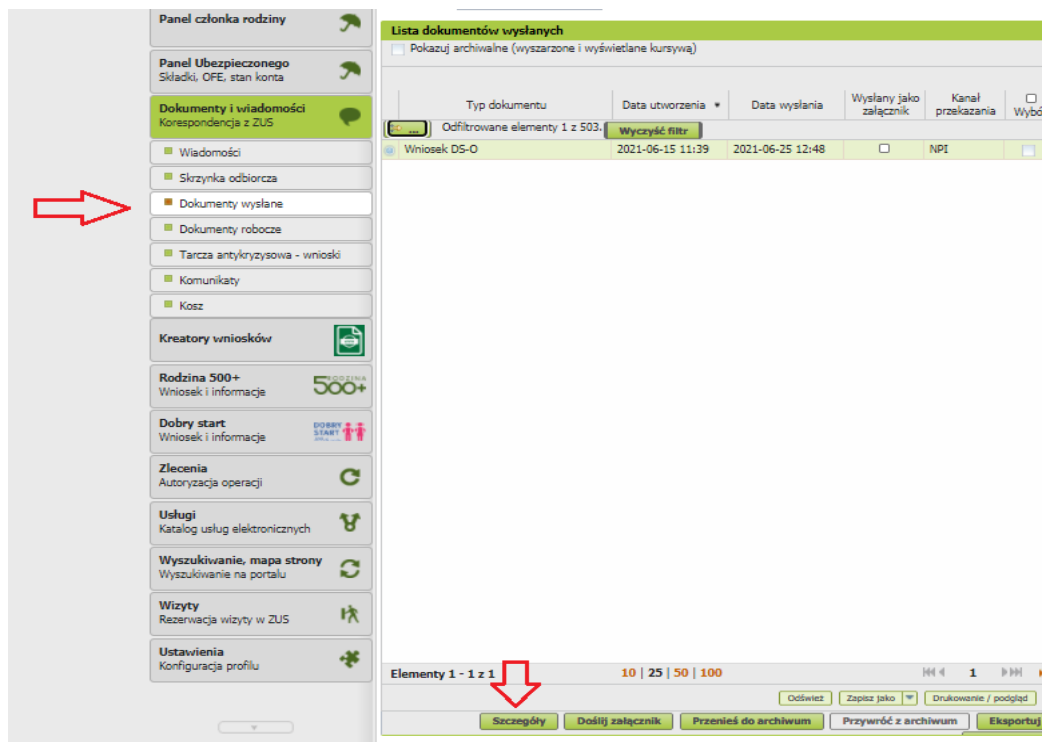 Panel członka rodziny
Panel Ubezpieczonego
Składki, OFE, stan konta
Dokumenty i wiadomości
Korespondencja z ZUS
Wiadomości
Skrzynka odbiorcza
Dokumenty wysłane
Dokumenty robocze
Tarcza antykryzysowa - wnioski
Komunikaty
Kosz
Kreatory wniosków
Rodzina 500+
Wniosek i informacje
RODZINA
500+
Dobry start
Wniosek i informacje
DOBRY
START
Zlecenia
Autoryzacja operacji
Usługi
Katalog usług elektronicznych
Wyszukiwanie, mapa strony
Wyszukiwanie na portalu
Wizyty
Rezerwacja wizyty w ZUS
Ustawienia
Konfiguracja profilu
Lista dokumentów wysłanych
Pokazuj archiwalne (wyszarzone i wyświetlane kursywą)
Typ dokumentu Data utworzenia Data wysłania Wysłany jako załącznik Kanał przekazania Wybó
... Odfiltrowane elementy 1 z 503. Wyczyść filtr
Wniosek DS-O 2021-06-15 11:39 2021-06-25 12:48 NPI
Elementy 1 - 1 z 1 10 | 25 | 50 | 100 1
Odśwież Zapisz jako Drukowanie / podgląd
Szczegóły Doślij załącznik Przenieś do archiwum Przywróć z archiwum Eksportuj